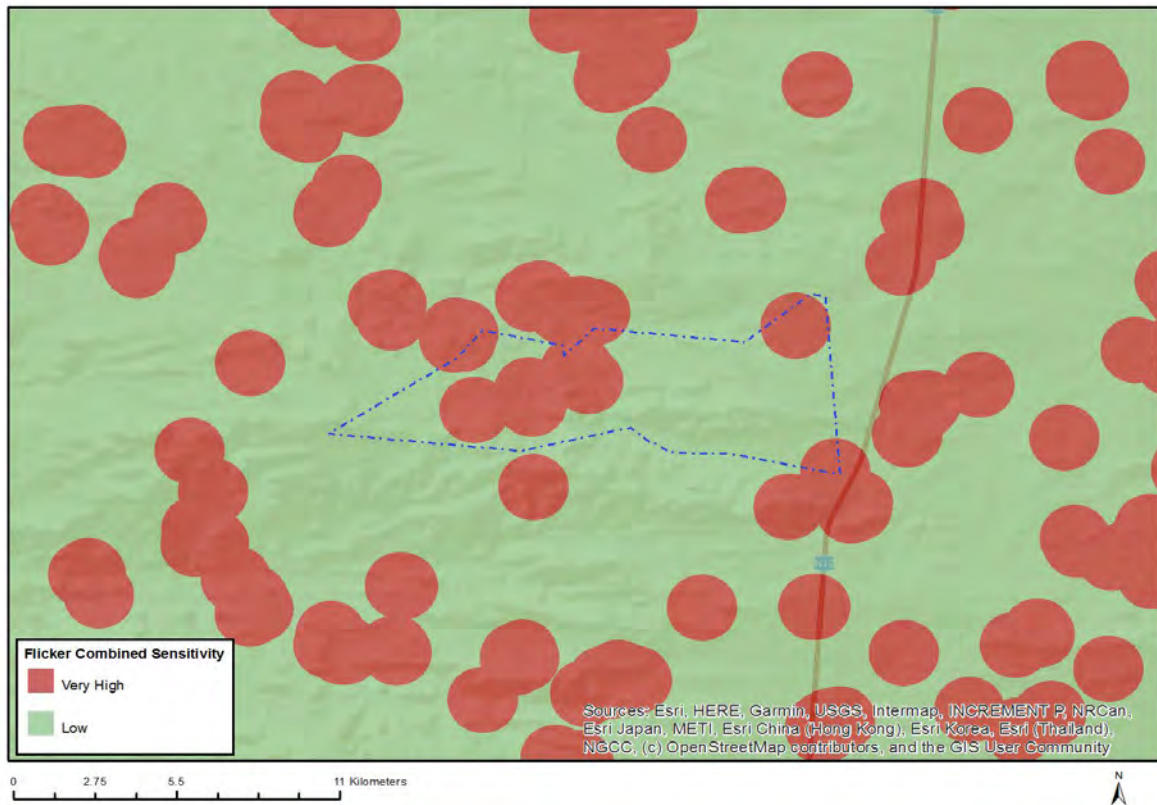 Flicker Combined Sensitivity
Very High
Low
Sources: Esri, HERE, Garmin, USGS, Intermap, INCREMENT P, NRCan,
Esri Japan, METI, Esri China (Hong Kong), Esri Korea, Esri (Thailand),
NGCC, (c) OpenStreetMap contributors, and the GIS User Community
0 2.75 5.5 11 Kilometers
N